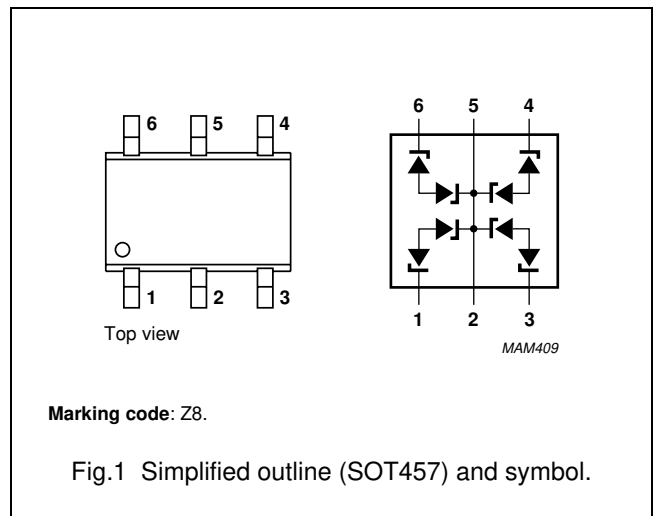 6 5 4
1 2 3
Top view
6 5 4
1 2 3
MAM409
Marking code: Z8.
Fig.1 Simplified outline (SOT457) and symbol.